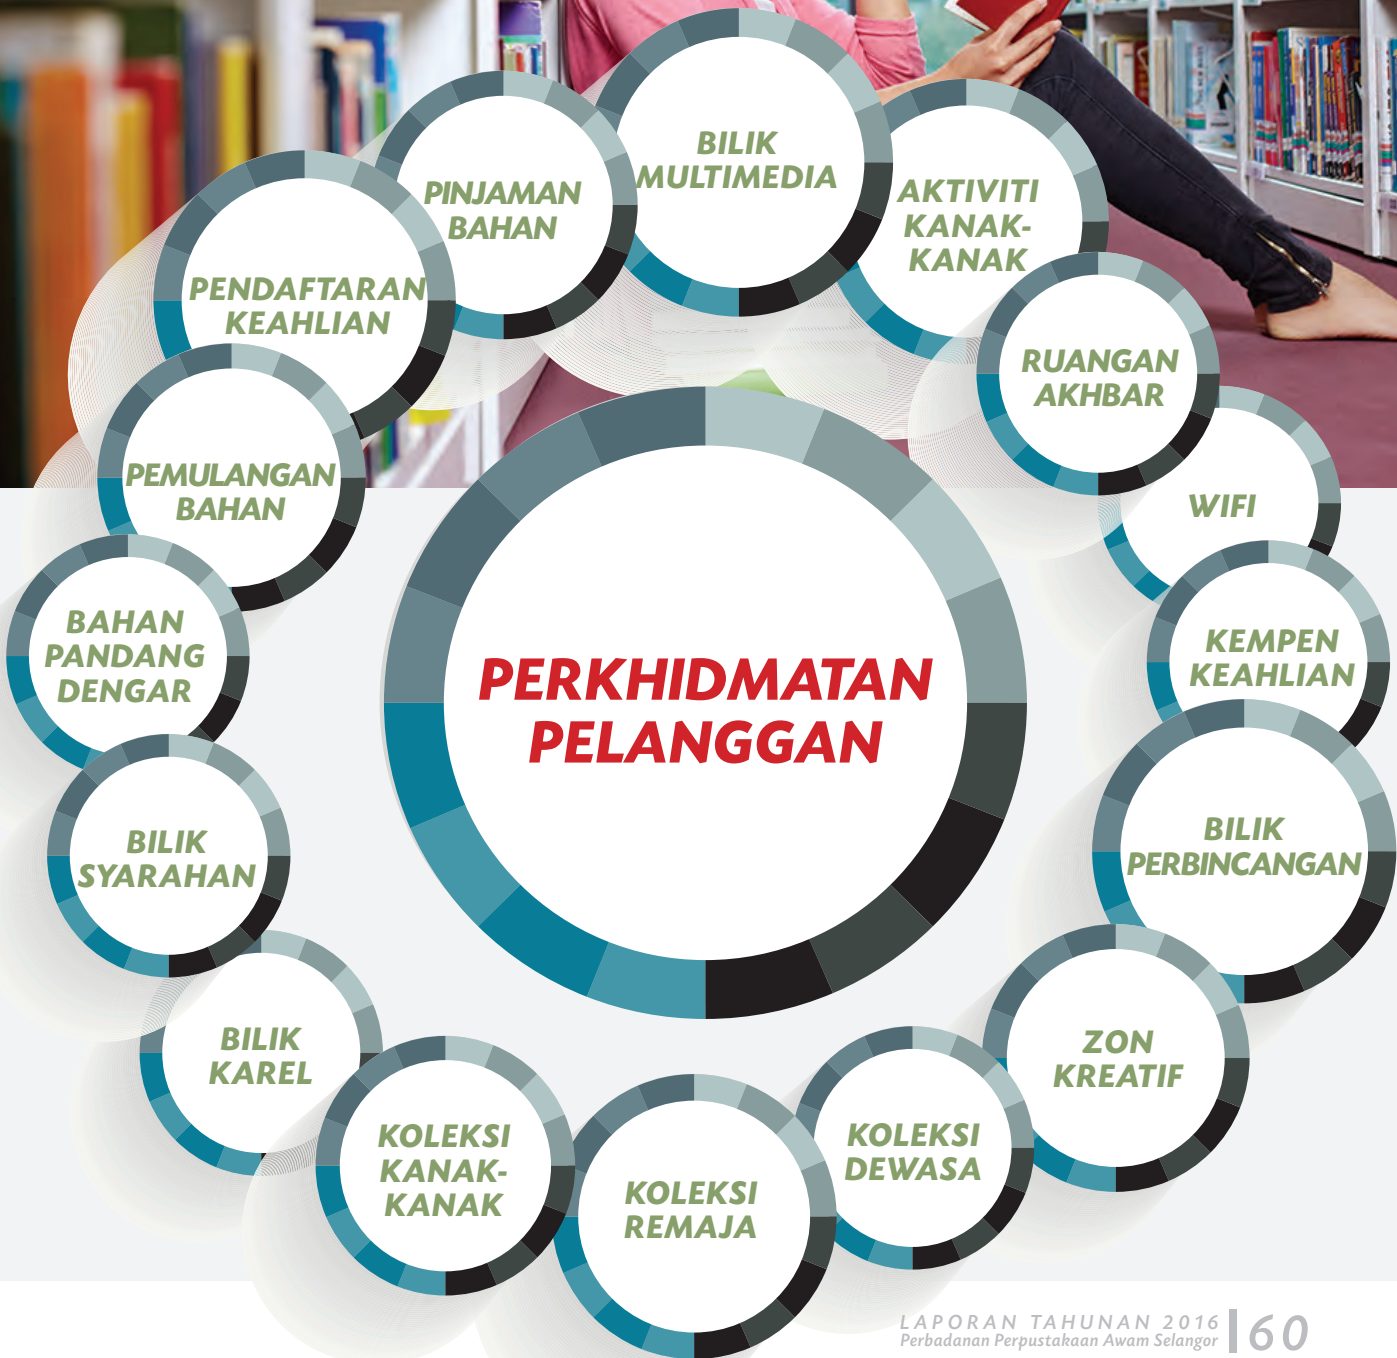 BILIK
MULTIMEDIA
PINJAMAN
BAHAN
AKTIVITI
KANAK-
KANAK
PENDAFTARAN
KEAHLIAN
RUANGAN
AKHBAR
PEMULANGAN
BAHAN
WIFI
BAHAN
PANDANG
DENGAR
KEMPEN
KEAHLIAN
PERKHIDMATAN
PELANGGAN
BILIK
SYARAHAN
BILIK
PERBINCANGAN
BILIK
KAREL
ZON
KREATIF
KOLEKSI
KANAK-
KANAK
KOLEKSI
REMAJA
KOLEKSI
DEWASA
LAPORAN TAHUNAN 2016
Perbadanan Perpustakaan Awam Selangor
60